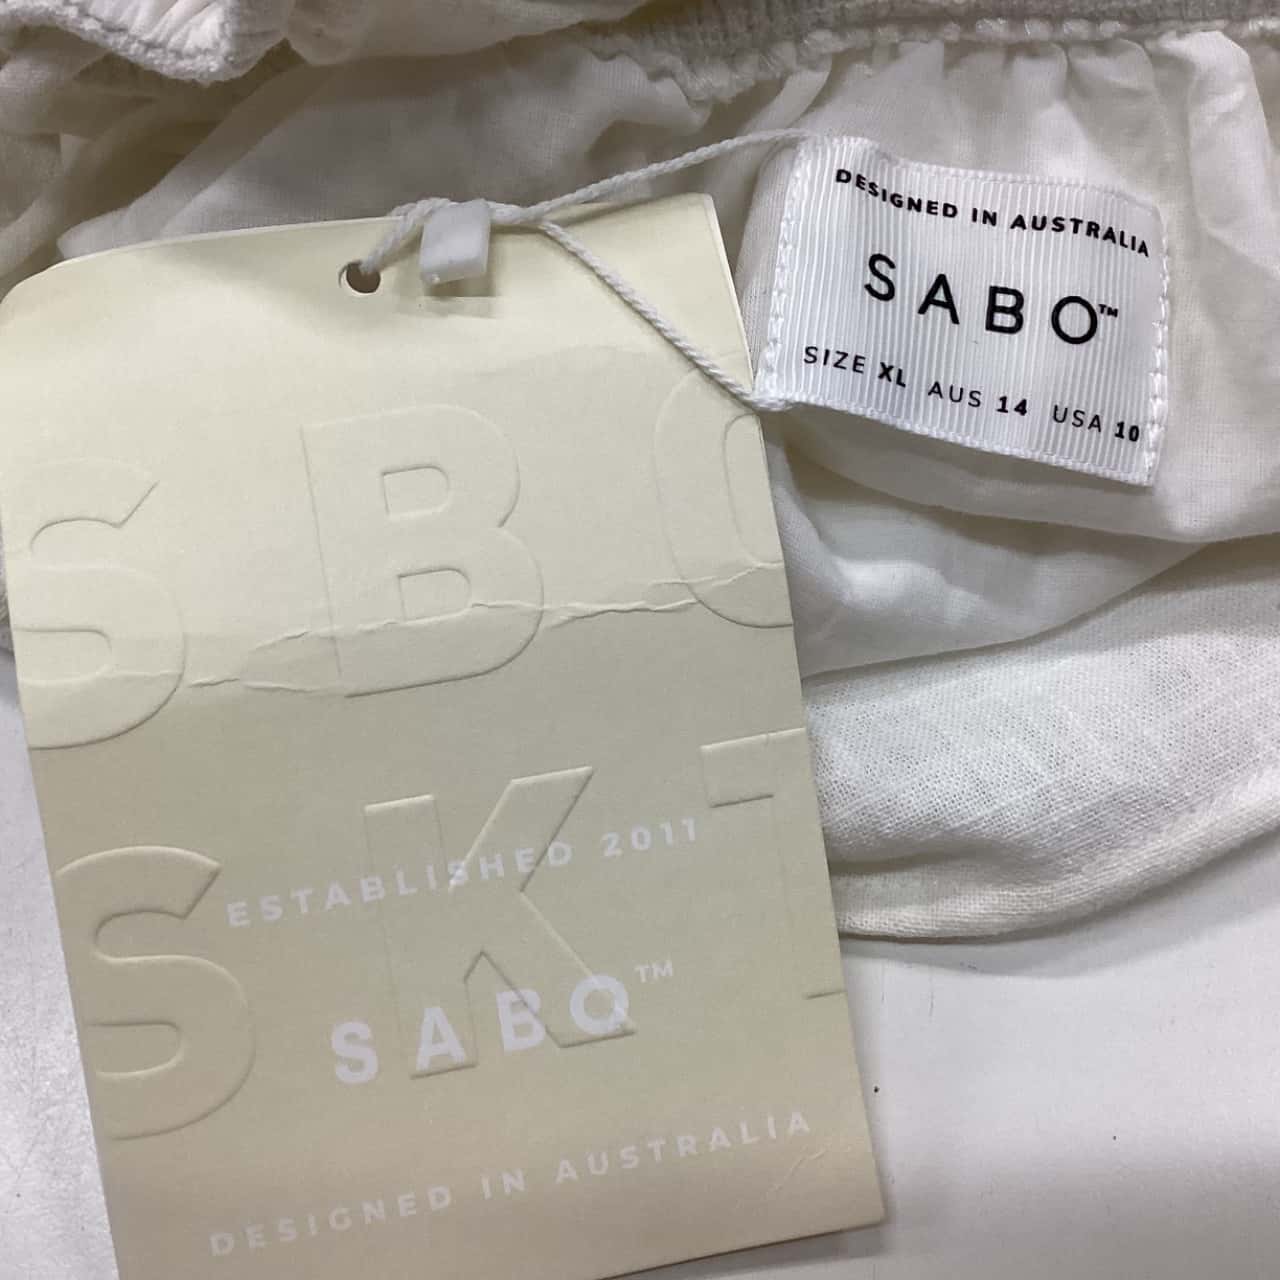 DESIGNED IN AUSTRALIA
SABO™
SIZE XL AUS 14 USA 10
S B O
S K T
ESTABLISHED 2011
SABO™
DESIGNED IN AUSTRALIA